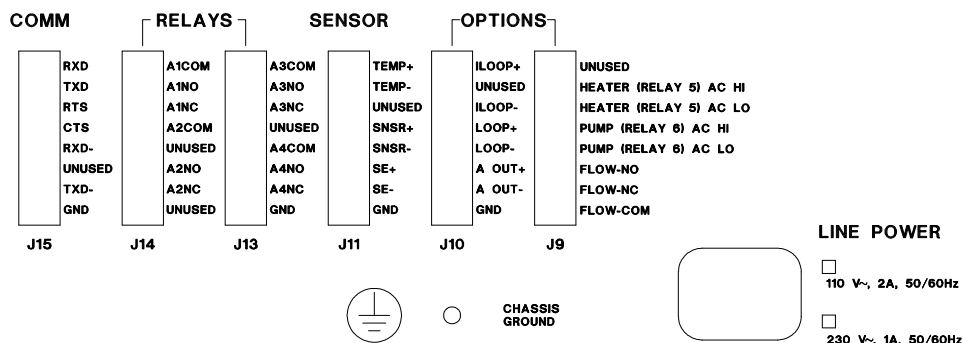 COMM RELAYS SENSOR OPTIONS
RXD A1COM A3COM TEMP+ ILOOP+ UNUSED
TXD A1NO A3NO TEMP- UNUSED HEATER (RELAY 5) AC HI
RTS A1NC A3NC UNUSED ILOOP- HEATER (RELAY 5) AC LO
CTS A2COM UNUSED SNSR+ LOOP+ PUMP (RELAY 6) AC HI
RXD- UNUSED A4COM SNSR- LOOP- PUMP (RELAY 6) AC LO
UNUSED A2NO A4NO SE+ A OUT+ FLOW-NO
TXD- A2NC A4NC SE- A OUT- FLOW-NC
GND UNUSED GND GND GND FLOW-COM
J15 J14 J13 J11 J10 J9
LINE POWER
110 V~, 2A, 50/60Hz
CHASSIS
GROUND
230 V~, 1A, 50/60Hz